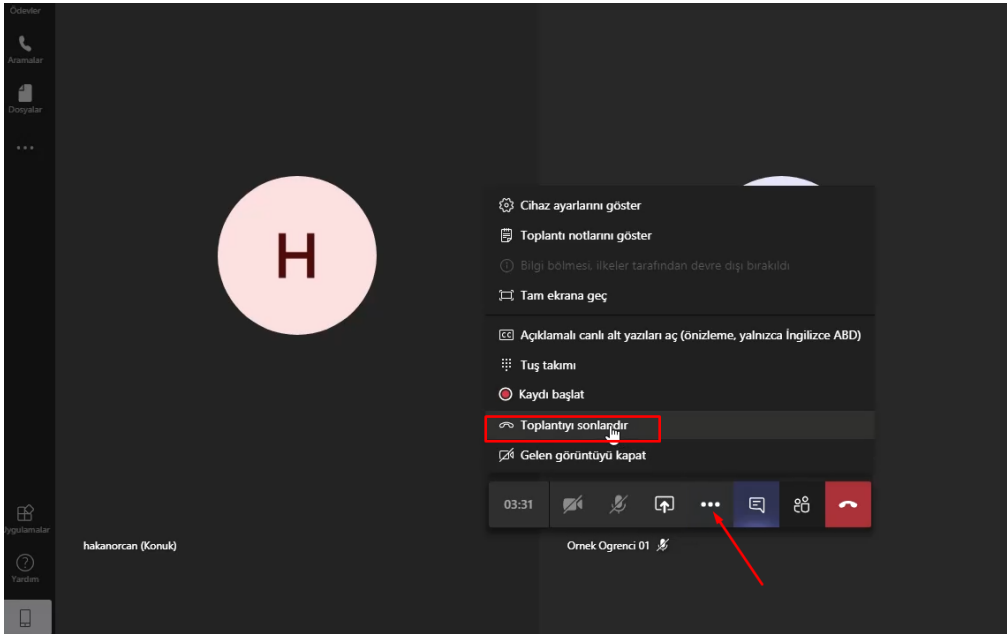 Ödevler
Aramalar
Dosyalar
H
Cihaz ayarlarını göster
Toplantı notlarını göster
Bilgi bölmesi, ilkeler tarafından devre dışı bırakıldı
Tam ekrana geç
CC Açıklamalı canlı alt yazıları aç (önizleme, yalnızca İngilizce ABD)
Tuş takımı
Kaydı başlat
Toplantıyı sonlandır
Gelen görüntüyü kapat
03:31
Uygulamalar
hakanorcan (Konuk)
Ornek Ogrenci 01
Yardım